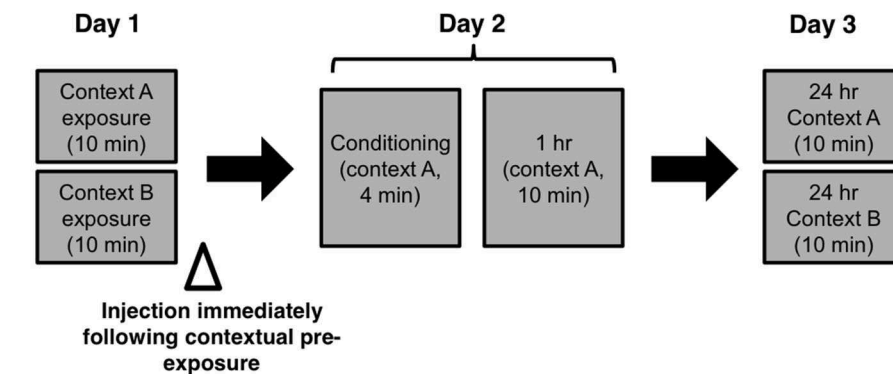 Day 1
Day 2
Day 3
Context A
exposure
(10 min)
Context B
exposure
(10 min)
Conditioning
(context A,
4 min)
1 hr
(context A,
10 min)
24 hr
Context A
(10 min)
24 hr
Context B
(10 min)
Injection immediately
following contextual pre-
exposure